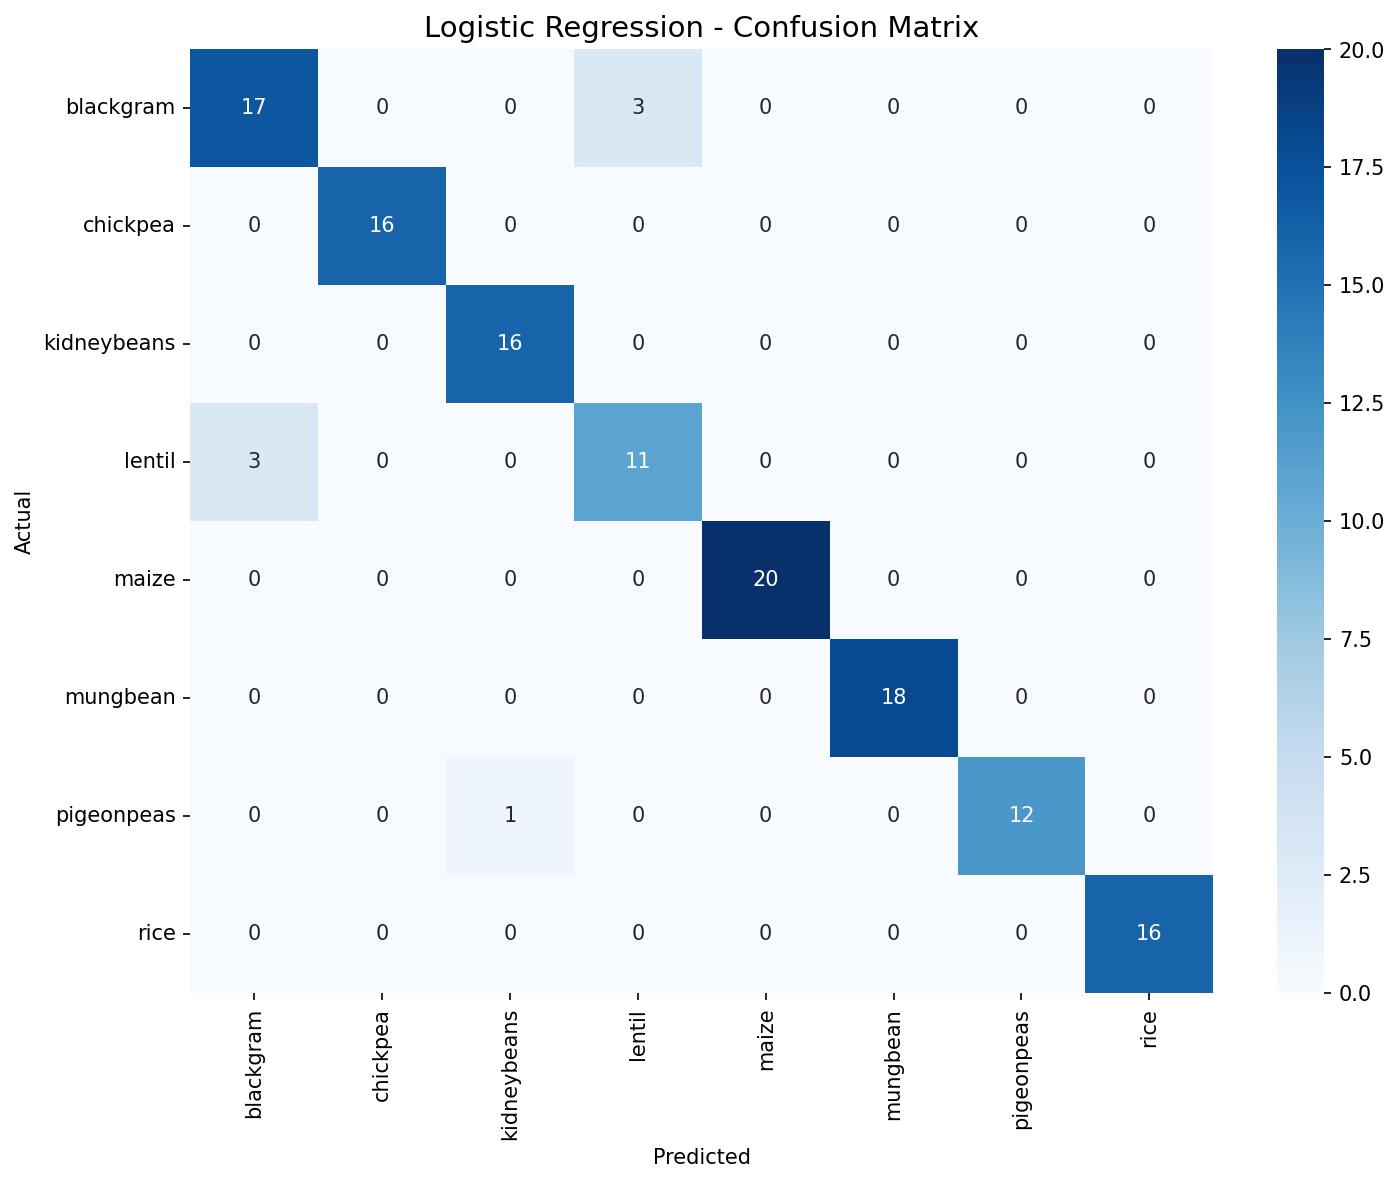 Logistic Regression - Confusion Matrix
blackgram 17 0 0 3 0 0 0 0
chickpea 0 16 0 0 0 0 0 0
kidneybeans 0 0 16 0 0 0 0 0
lentil 3 0 0 11 0 0 0 0
maize 0 0 0 0 20 0 0 0
mungbean 0 0 0 0 0 18 0 0
pigeonpeas 0 0 1 0 0 0 12 0
rice 0 0 0 0 0 0 0 16
Actual
blackgram chickpea kidneybeans lentil maize mungbean pigeonpeas rice
Predicted
20.0
17.5
15.0
12.5
10.0
7.5
5.0
2.5
0.0